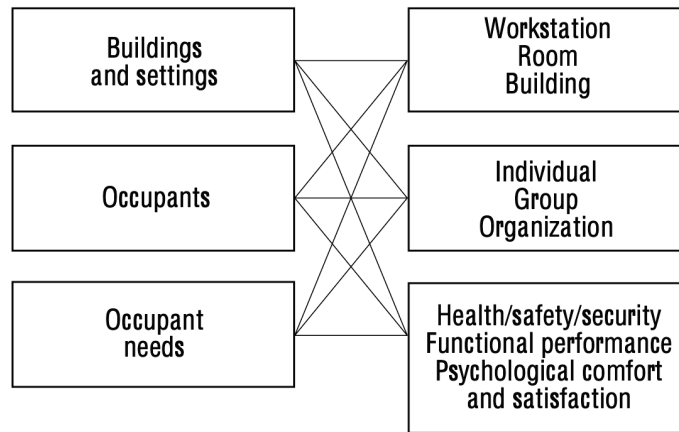 Buildings
and settings
Workstation
Room
Building
Occupants
Individual
Group
Organization
Occupant
needs
Health/safety/security
Functional performance
Psychological comfort
and satisfaction